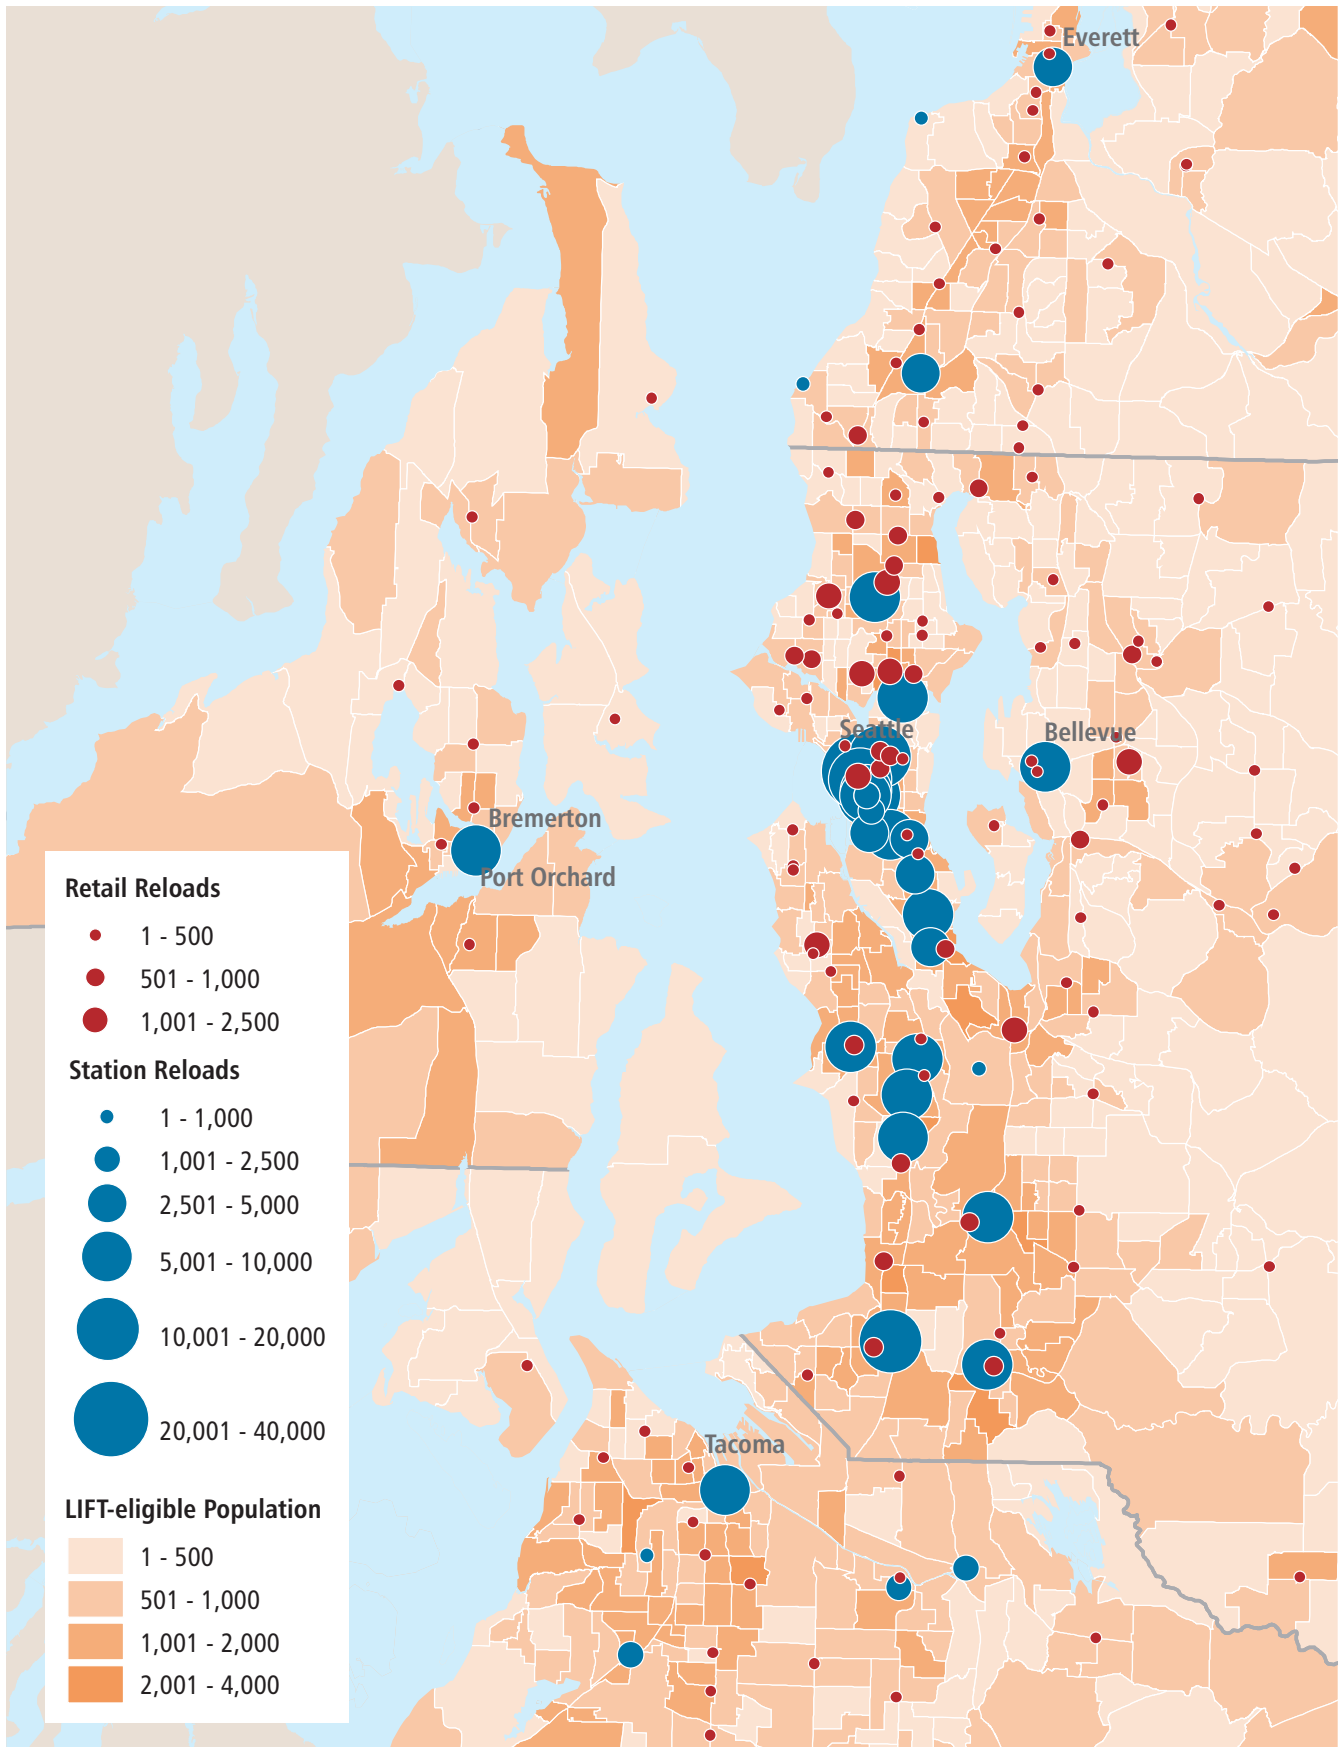 Everett
Seattle
Bellevue
Bremerton
Port Orchard
Tacoma
Retail Reloads
1 - 500
501 - 1,000
1,001 - 2,500
Station Reloads
1 - 1,000
1,001 - 2,500
2,501 - 5,000
5,001 - 10,000
10,001 - 20,000
20,001 - 40,000
LIFT-eligible Population
1 - 500
501 - 1,000
1,001 - 2,000
2,001 - 4,000